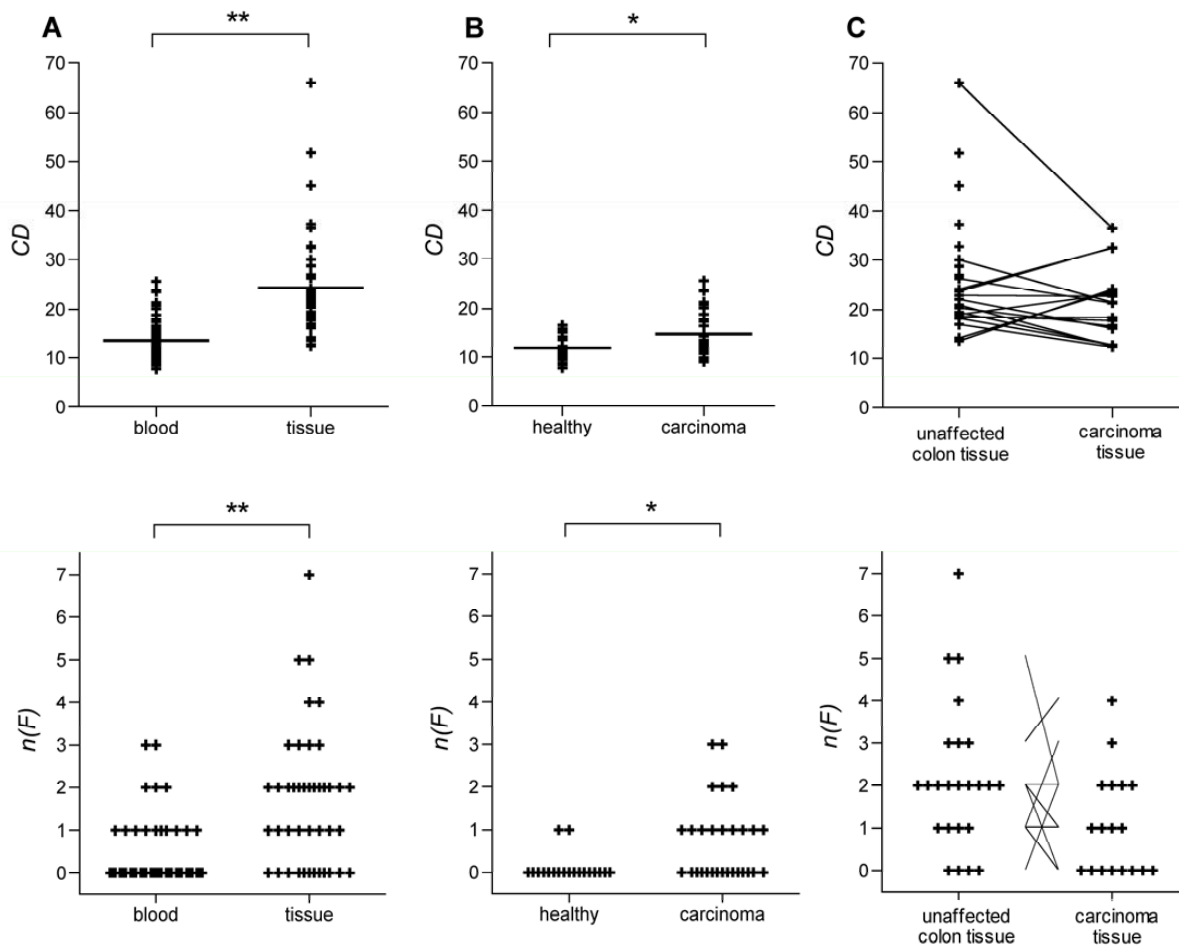 A
**
70
60
50
40
30
20
10
0
CD
blood
tissue
B
*
70
60
50
40
30
20
10
0
CD
healthy
carcinoma
C
70
60
50
40
30
20
10
0
CD
unaffected
colon tissue
carcinoma
tissue
**
7
6
5
4
3
2
1
0
n(F)
blood
tissue
*
7
6
5
4
3
2
1
0
n(F)
healthy
carcinoma
7
6
5
4
3
2
1
0
n(F)
unaffected
colon tissue
carcinoma
tissue